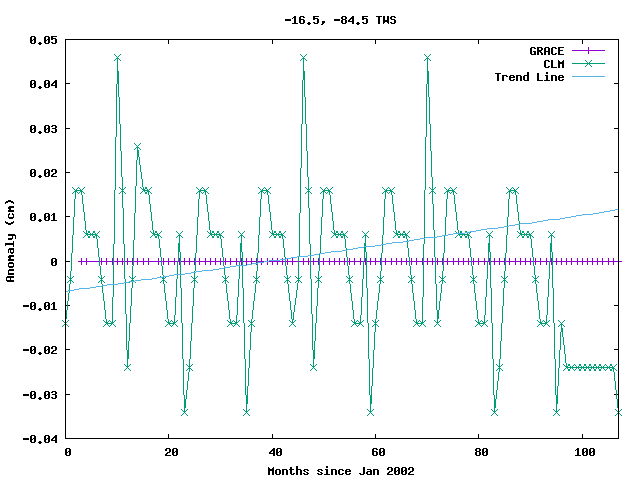 -16.5, -84.5 TWS
GRACE
CLM
Trend Line
0.05
0.04
0.03
0.02
0.01
0
-0.01
-0.02
-0.03
-0.04
Anomaly (cm)
0 20 40 60 80 100
Months since Jan 2002